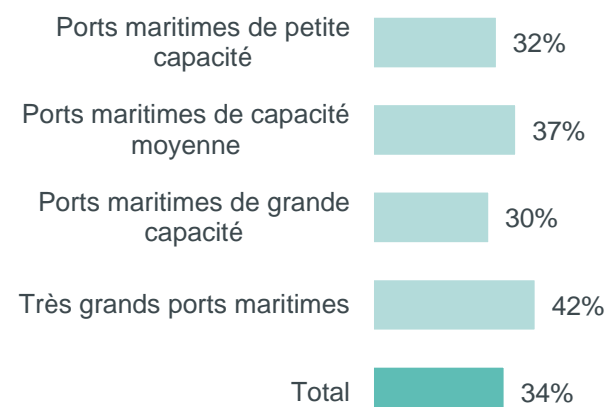 Ports maritimes de petite
capacité
32%
Ports maritimes de capacité
moyenne
37%
Ports maritimes de grande
capacité
30%
Très grands ports maritimes
42%
Total
34%